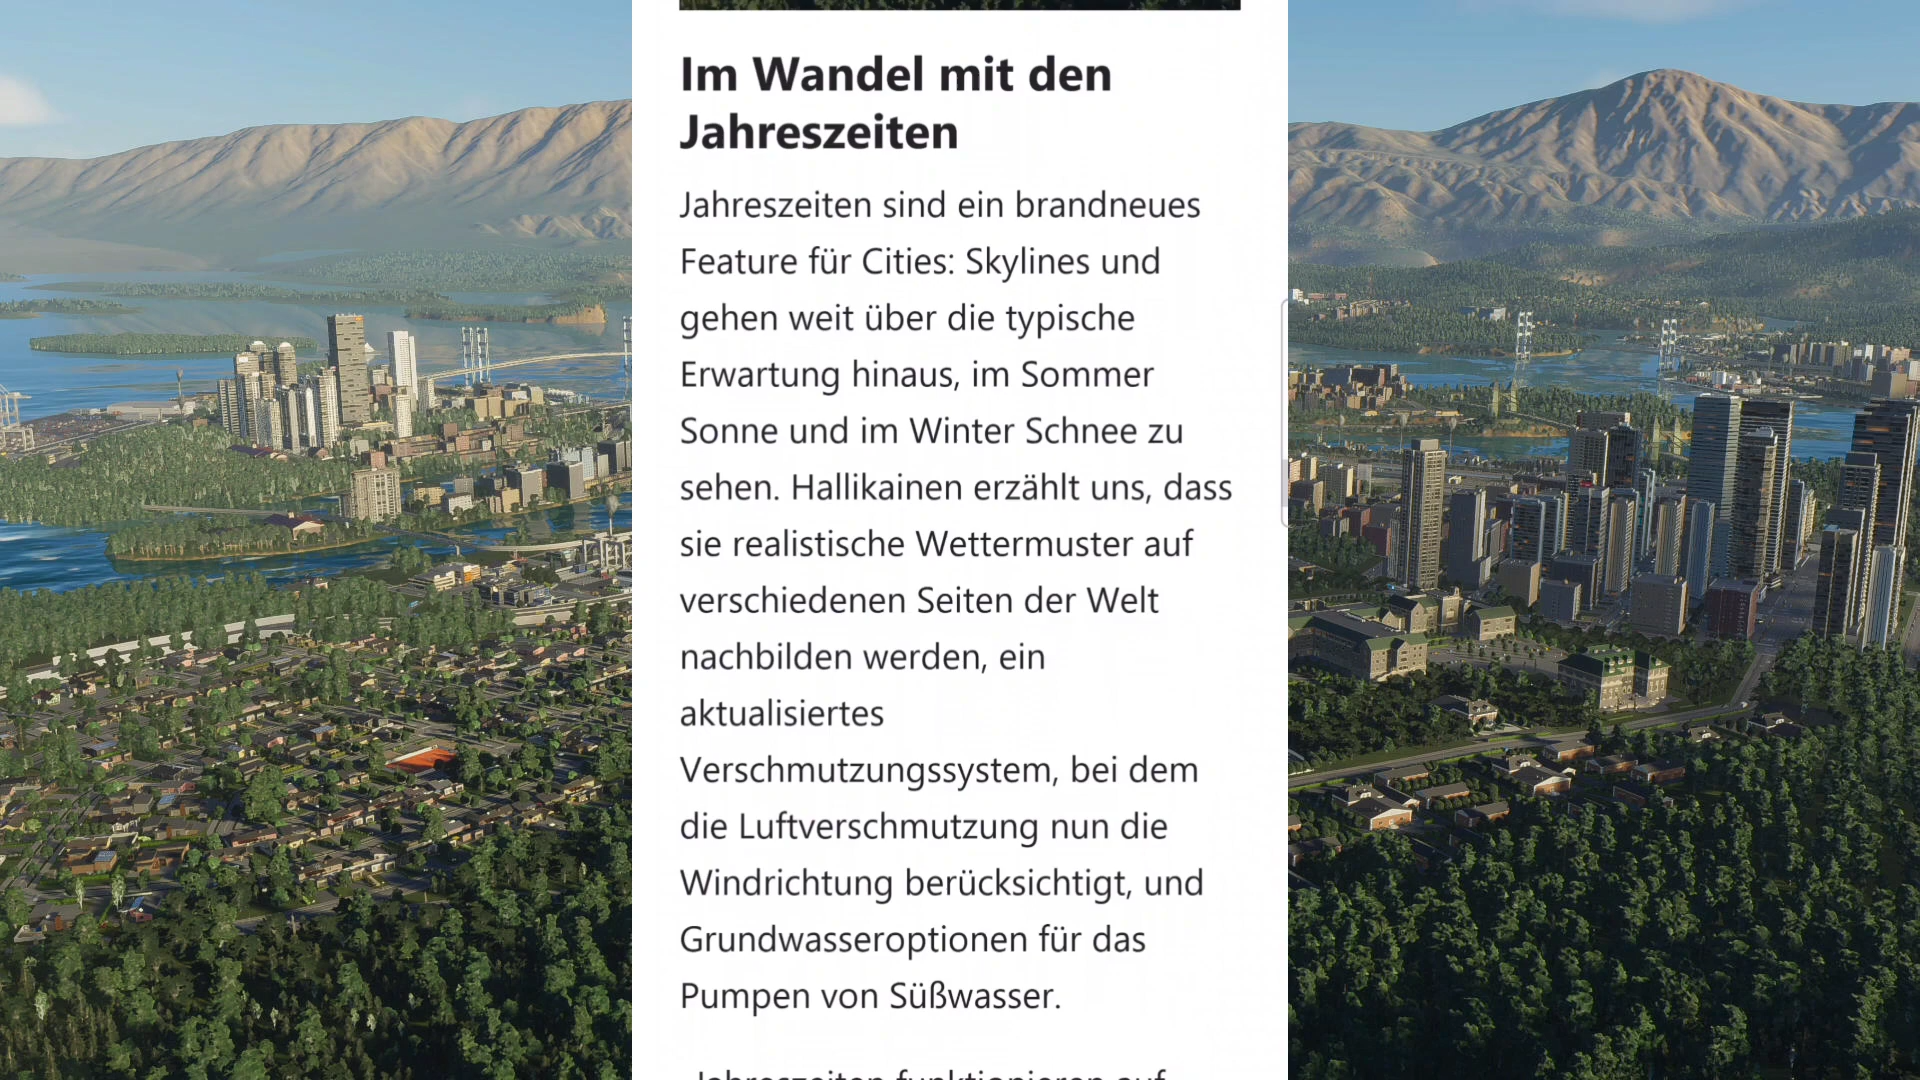 Im Wandel mit den
Jahreszeiten
Jahreszeiten sind ein brandneues
Feature für Cities: Skylines und
gehen weit über die typische
Erwartung hinaus, im Sommer
Sonne und im Winter Schnee zu
sehen. Hallikainen erzählt uns, dass
sie realistische Wettermuster auf
verschiedenen Seiten der Welt
nachbilden werden, ein
aktualisiertes
Verschmutzungssystem, bei dem
die Luftverschmutzung nun die
Windrichtung berücksichtigt, und
Grundwasseroptionen für das
Pumpen von Süßwasser.
Jahreszeiten funktionieren auf